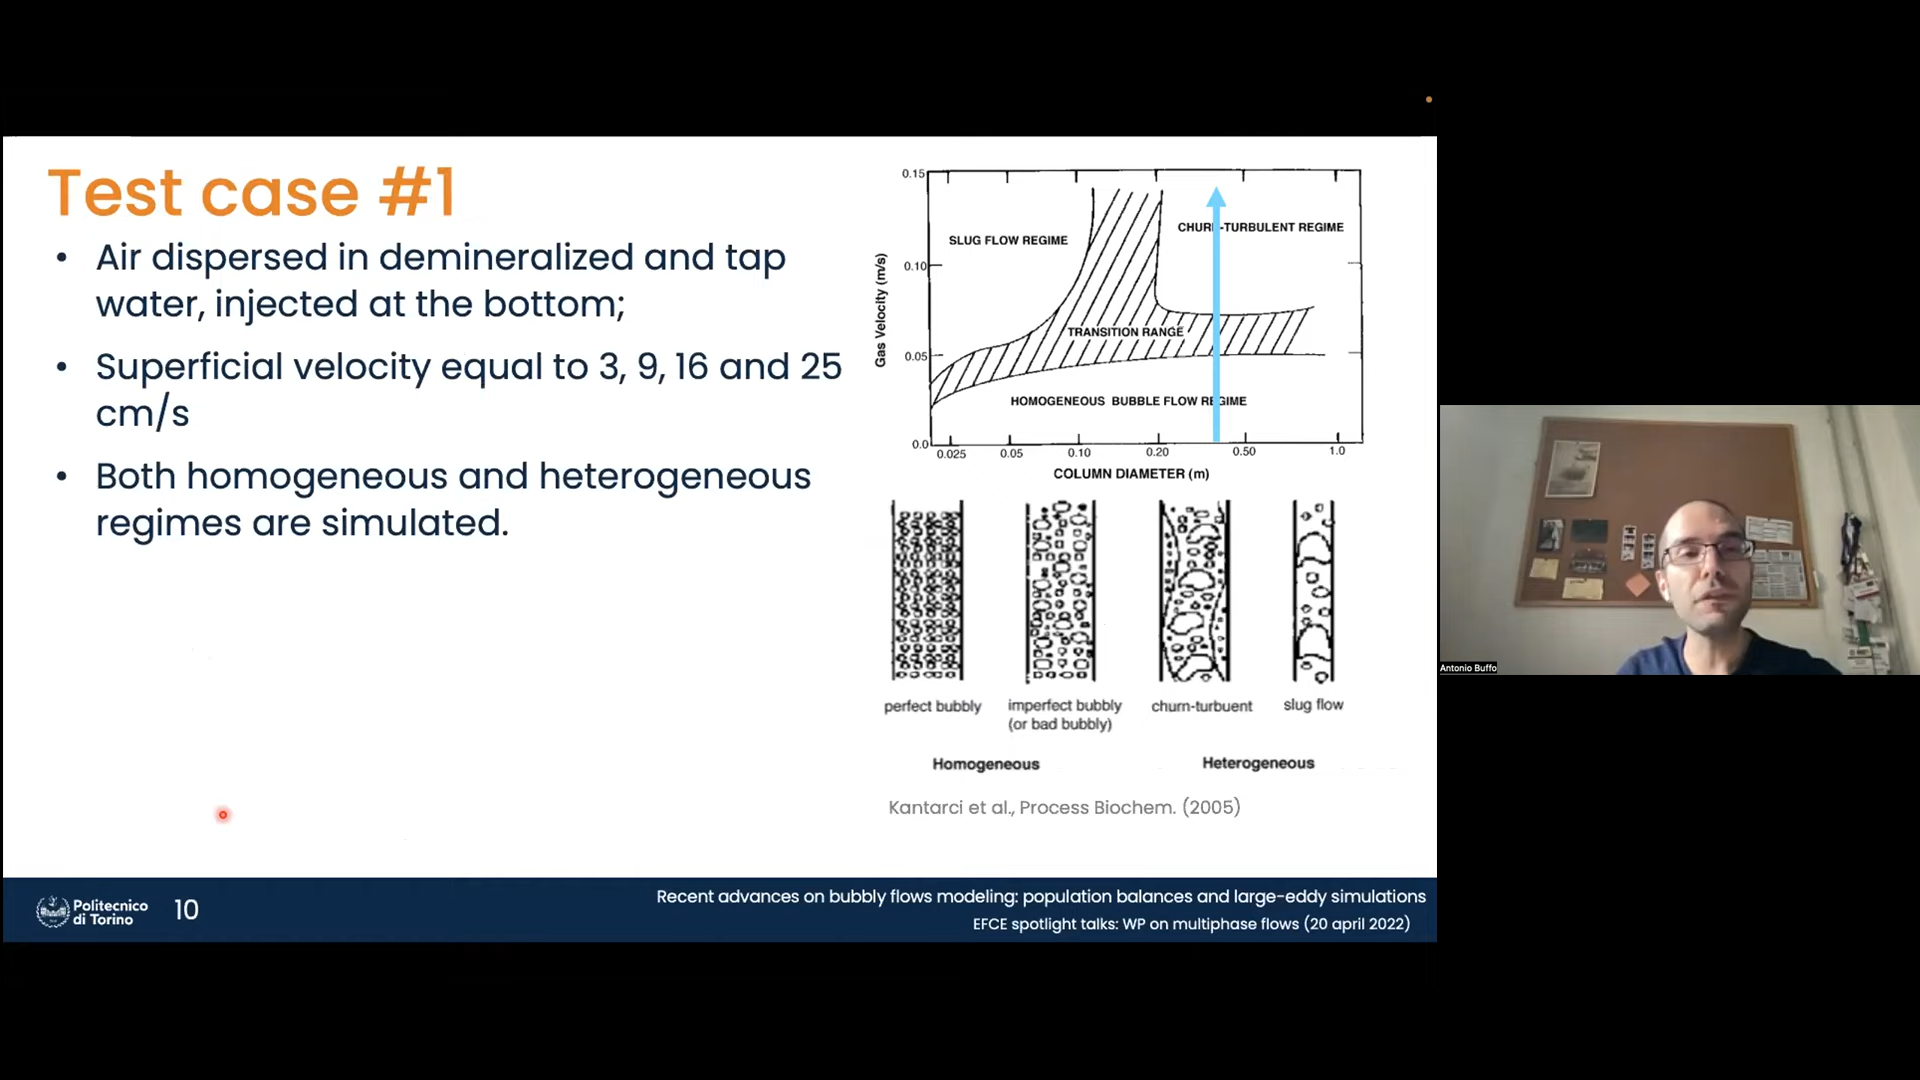 Test case #1
• Air dispersed in demineralized and tap
water, injected at the bottom;
• Superficial velocity equal to 3, 9, 16 and 25
cm/s
• Both homogeneous and heterogeneous
regimes are simulated.
0.15
0.10
0.05
0.0
Gas Velocity (m/s)
SLUG FLOW REGIME
CHURN-TURBULENT REGIME
TRANSITION RANGE
HOMOGENEOUS BUBBLE FLOW REGIME
0.025 0.05 0.10 0.20 0.50 1.0
COLUMN DIAMETER (m)
perfect bubbly
imperfect bubbly
(or bad bubbly)
churn-turbuent
slug flow
Homogeneous
Heterogeneous
Kantarci et al., Process Biochem. (2005)
Politecnico
di Torino
10
Recent advances on bubbly flows modeling: population balances and large-eddy simulations
EFCE spotlight talks: WP on multiphase flows (20 april 2022)
Antonio Buffo